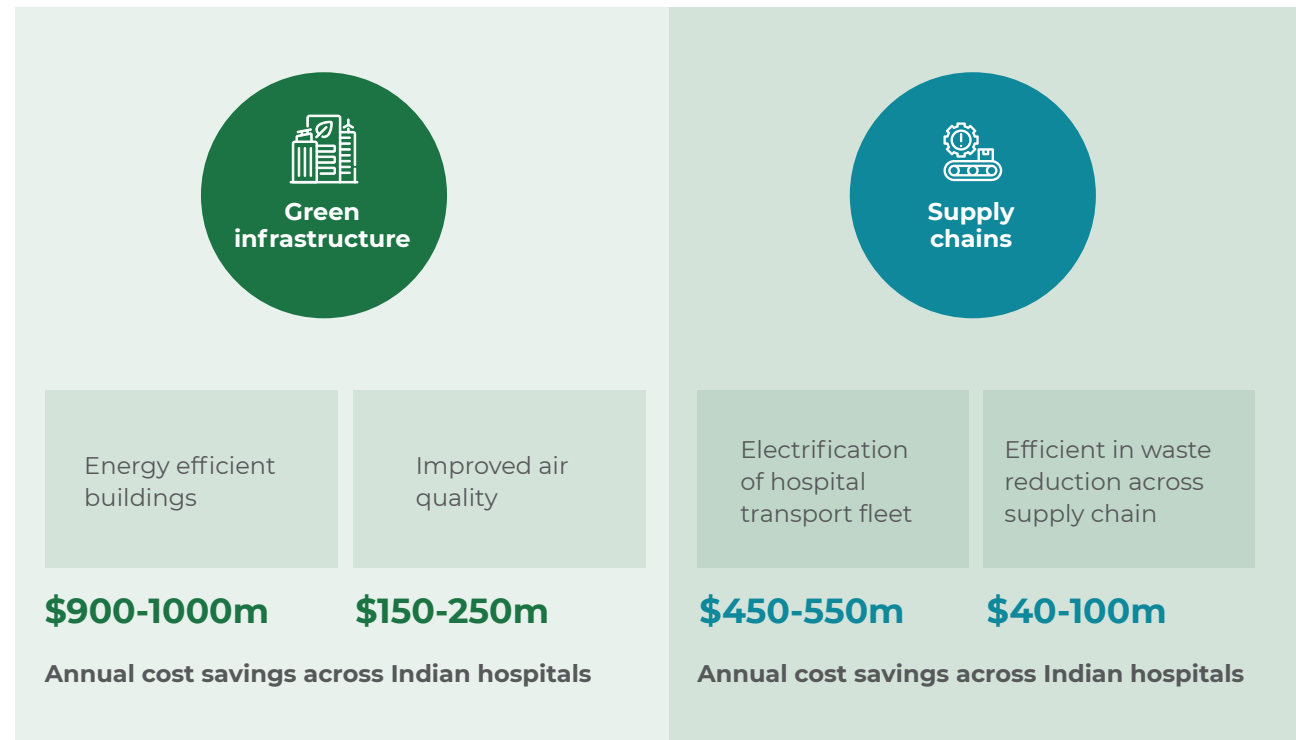 Green
infrastructure
Energy efficient
buildings
Improved air
quality
$900-1000m
$150-250m
Annual cost savings across Indian hospitals
Supply
chains
Electrification
of hospital
transport fleet
Efficient in waste
reduction across
supply chain
$450-550m
$40-100m
Annual cost savings across Indian hospitals